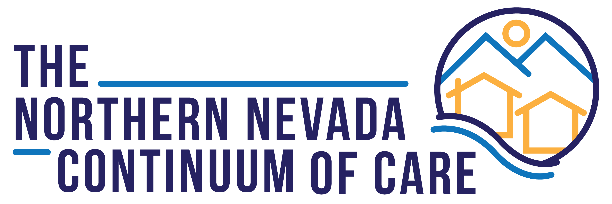 THE
NORTHERN NEVADA
CONTINUUM OF CARE